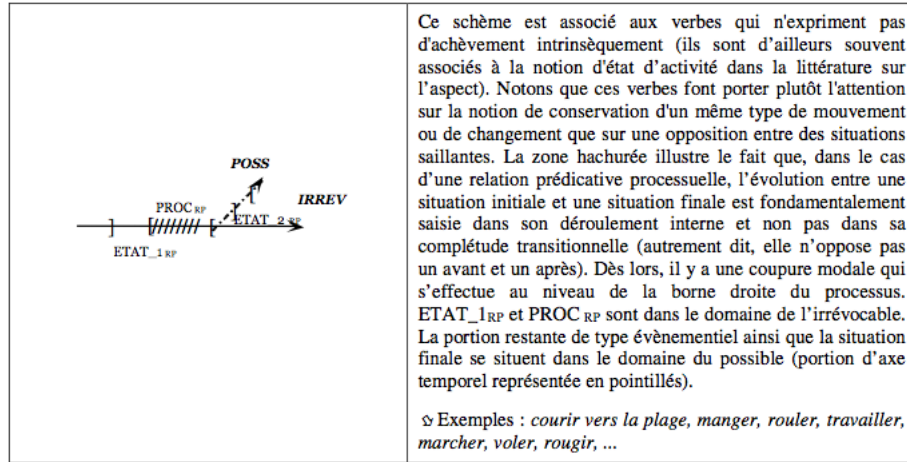 POSS
IRREV
PROC RP
ETAT_2 RP
ETAT_1 RP
Ce schème est associé aux verbes qui n'expriment pas
d'achèvement intrinsèquement (ils sont d'ailleurs souvent
associés à la notion d'état d'activité dans la littérature sur
l'aspect). Notons que ces verbes font porter plutôt l'attention
sur la notion de conservation d'un même type de mouvement
ou de changement que sur une opposition entre des situations
saillantes. La zone hachurée illustre le fait que, dans le cas
d'une relation prédicative processuelle, l'évolution entre une
situation initiale et une situation finale est fondamentalement
saisie dans son déroulement interne et non pas dans sa
complétude transitionnelle (autrement dit, elle n'oppose pas
un avant et un après). Dès lors, il y a une coupure modale qui
s'effectue au niveau de la borne droite du processus.
ETAT_1RP et PROC RP sont dans le domaine de l'irrévocable.
La portion restante de type évènementiel ainsi que la situation
finale se situent dans le domaine du possible (portion d'axe
temporel représentée en pointillés).
✩ Exemples : courir vers la plage, manger, rouler, travailler,
marcher, voler, rougir, ...